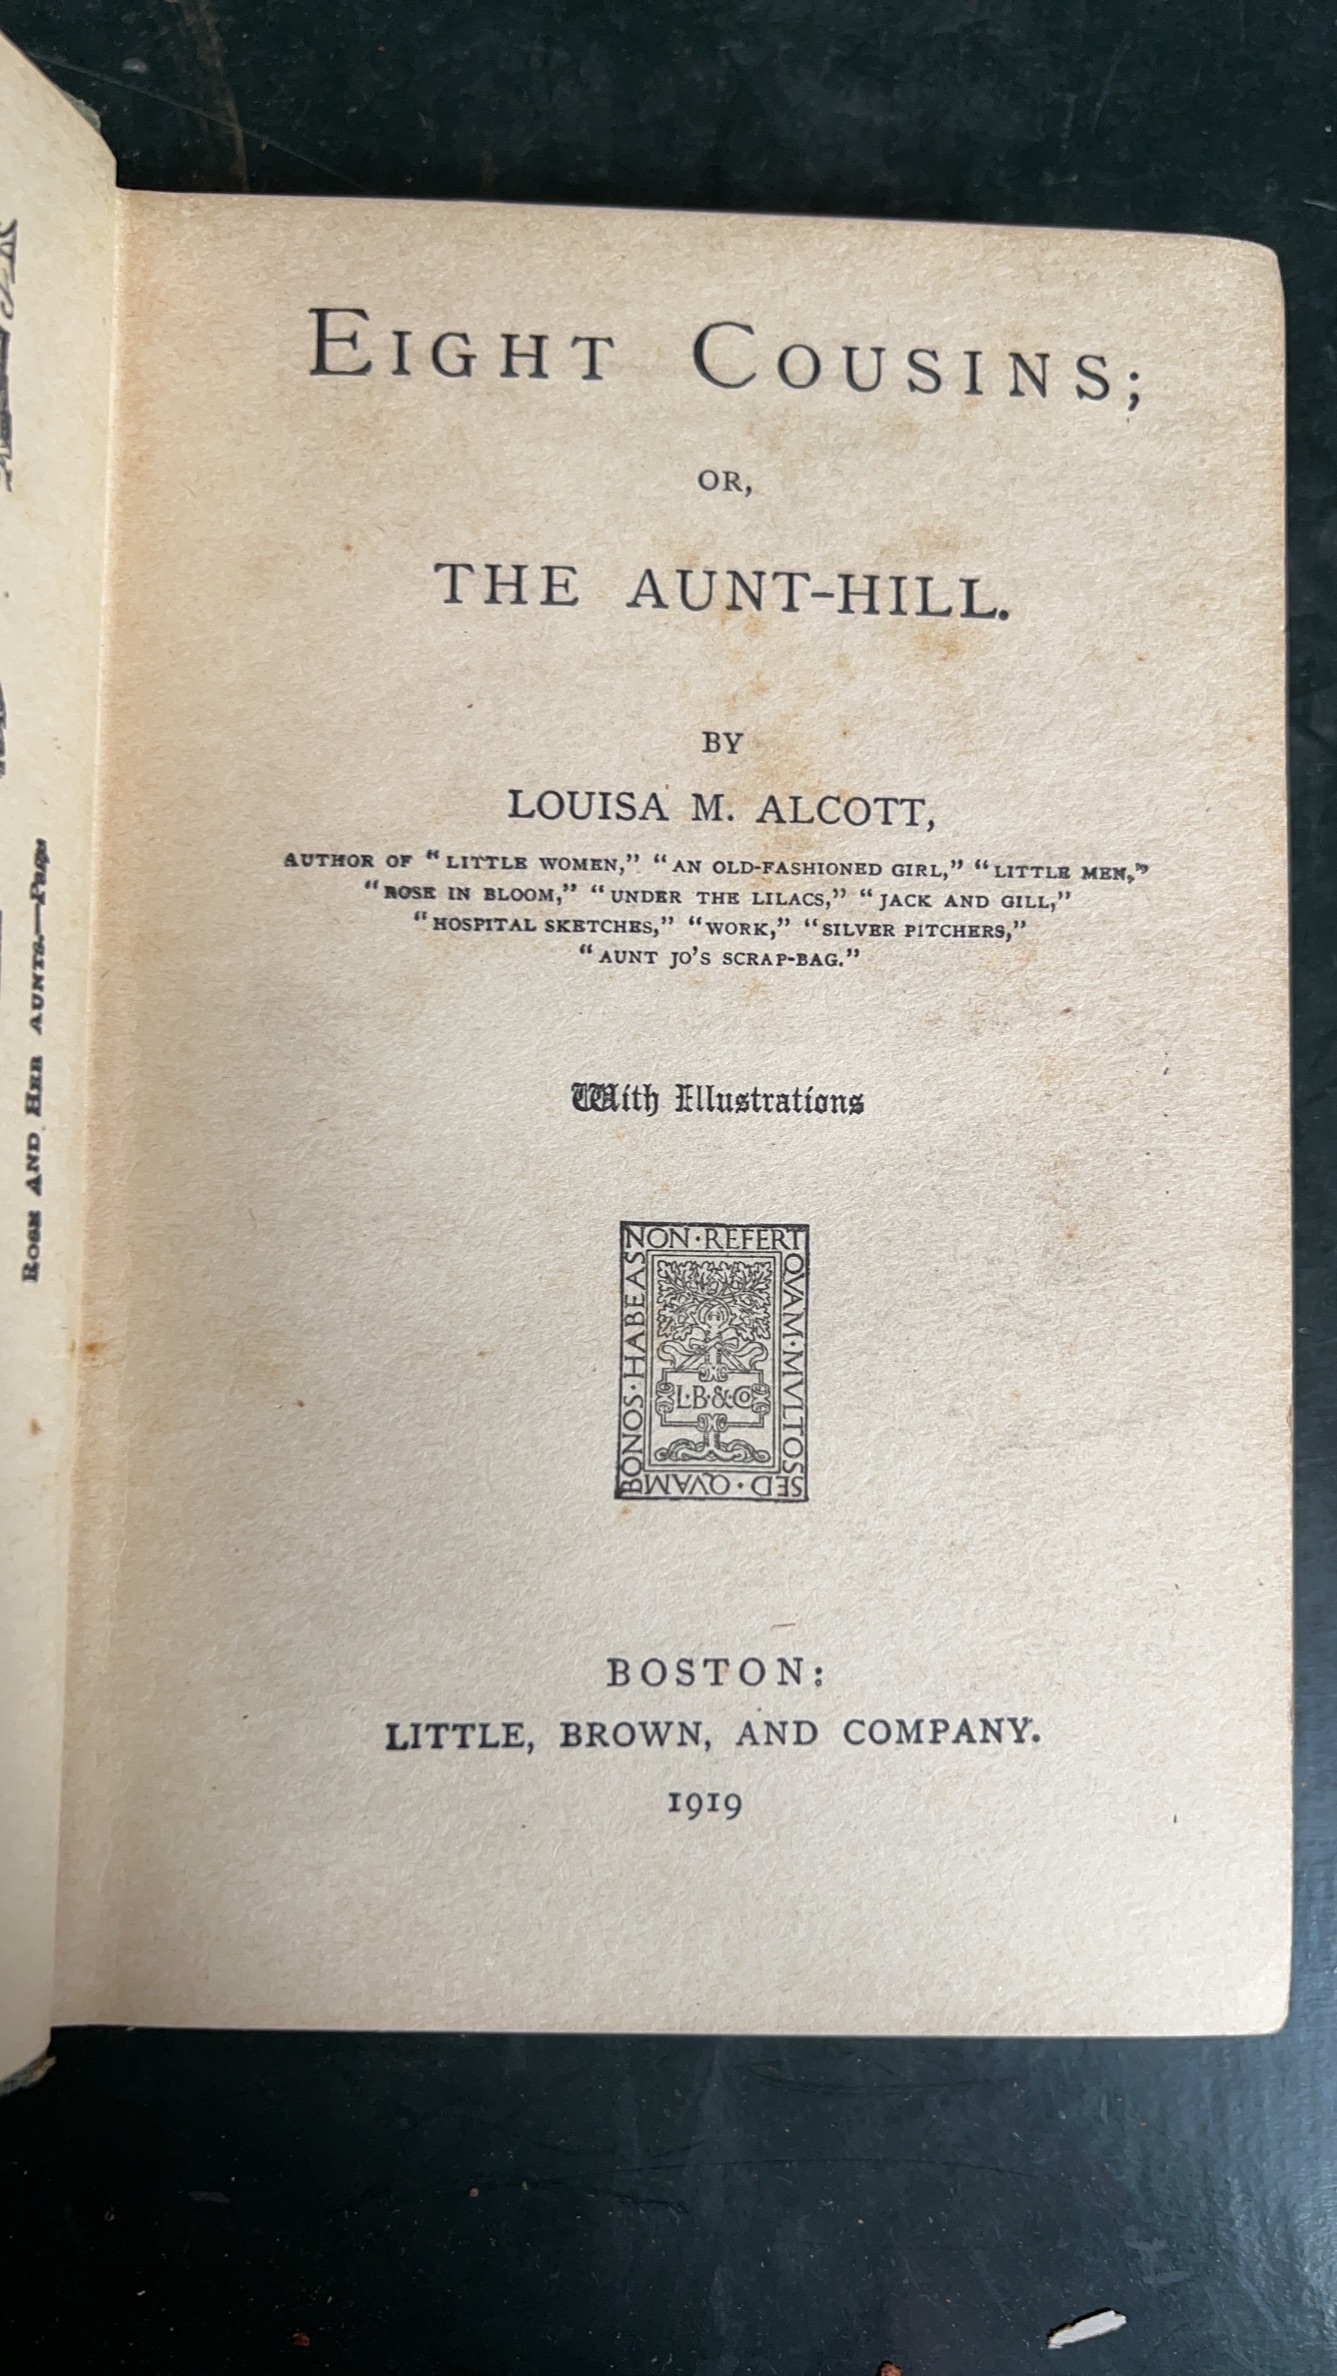 EIGHT COUSINS;
OR,
THE AUNT-HILL.
BY
LOUISA M. ALCOTT,
AUTHOR OF "LITTLE WOMEN," "AN OLD-FASHIONED GIRL," "LITTLE MEN,"
"ROSE IN BLOOM," "UNDER THE LILACS," "JACK AND GILL,"
"HOSPITAL SKETCHES," "WORK," "SILVER PITCHERS,"
"AUNT JO'S SCRAP-BAG."
With Illustrations
NON·REFERT
QVAM·MVLTOS
SED·QVAM
BONOS·HABEAS
L·B·&·Co
BOSTON:
LITTLE, BROWN, AND COMPANY.
1919
ROSE AND HER AUNTS.—PAGE